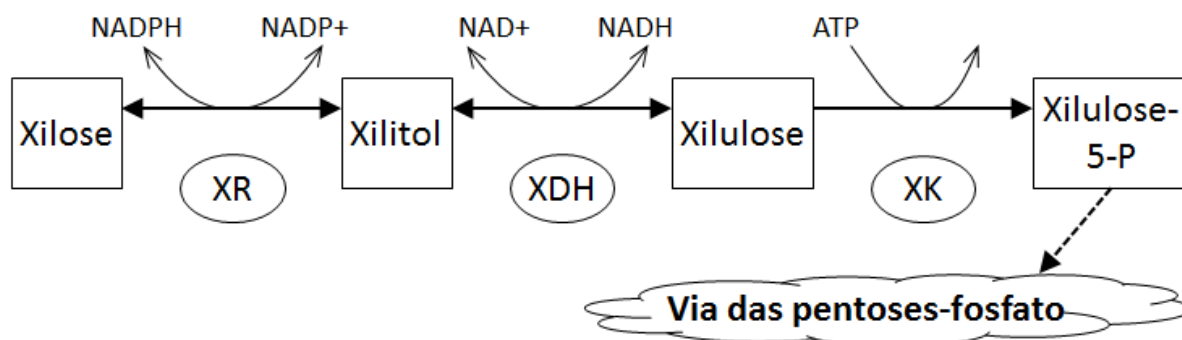 NADPH NADP+ NAD+ NADH ATP
Xilose Xilitol Xilulose Xilulose-
5-P
XR XDH XK
Via das pentoses-fosfato